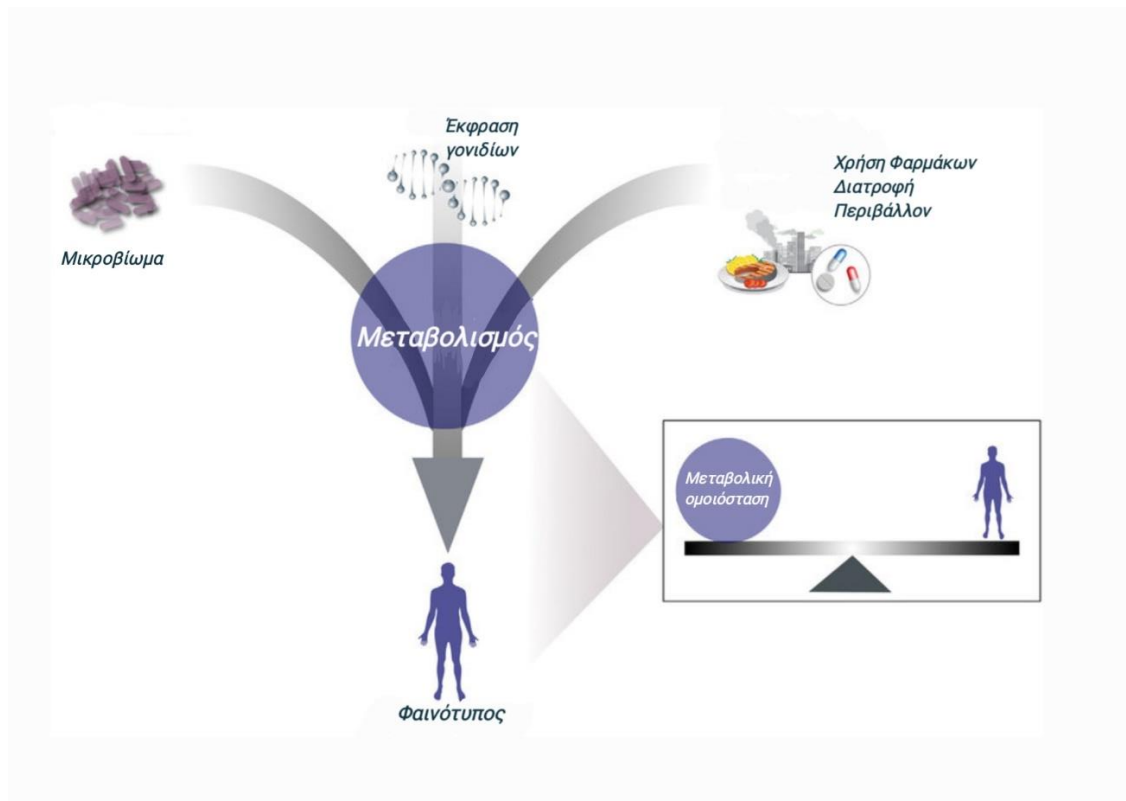 Έκφραση
γονιδίων
Χρήση Φαρμάκων
Διατροφή
Περιβάλλον
Μικροβίωμα
Μεταβολισμός
Μεταβολική
ομοιόσταση
Φαινότυπος